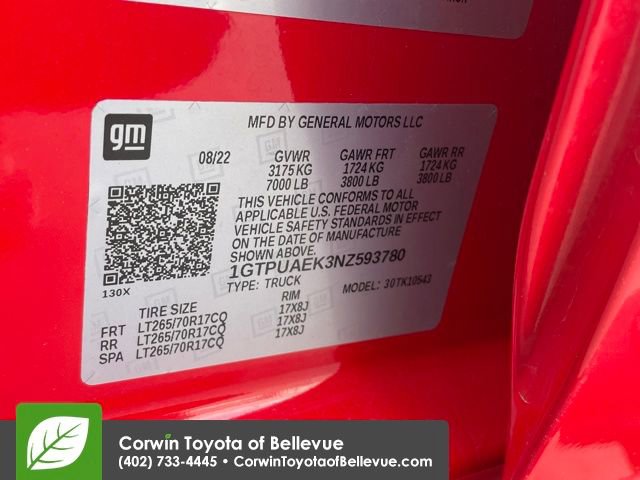 gm
MFD BY GENERAL MOTORS LLC
08/22 GVWR GAWR FRT GAWR RR
3175 KG 1724 KG 1724 KG
7000 LB 3800 LB 3800 LB
THIS VEHICLE CONFORMS TO ALL
APPLICABLE U.S. FEDERAL MOTOR
VEHICLE SAFETY STANDARDS IN EFFECT
ON THE DATE OF MANUFACTURE
SHOWN ABOVE.
1GTPUAEK3NZ593780
TYPE: TRUCK MODEL: 30TK10543
130X
TIRE SIZE RIM
FRT LT265/70R17CQ 17X8J
RR LT265/70R17CQ 17X8J
SPA LT265/70R17CQ 17X8J
Corwin Toyota of Bellevue
(402) 733-4445 • CorwinToyotaofBellevue.com